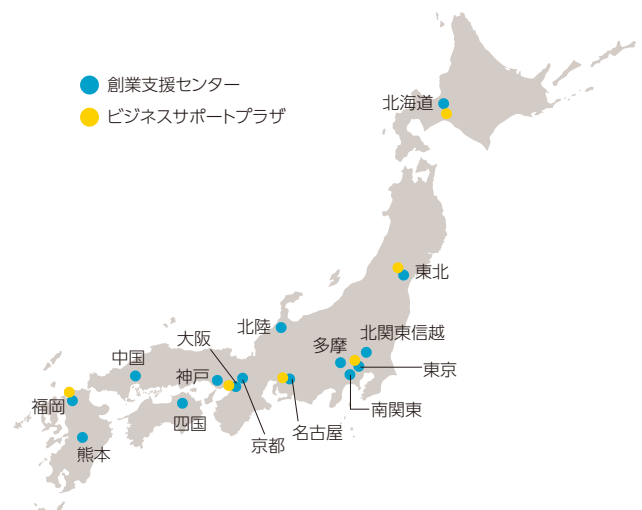 創業支援センター
ビジネスサポートプラザ
北海道
東北
北陸
北関東信越
多摩
大阪
中国
神戸
東京
福岡
四国
南関東
名古屋
京都
熊本